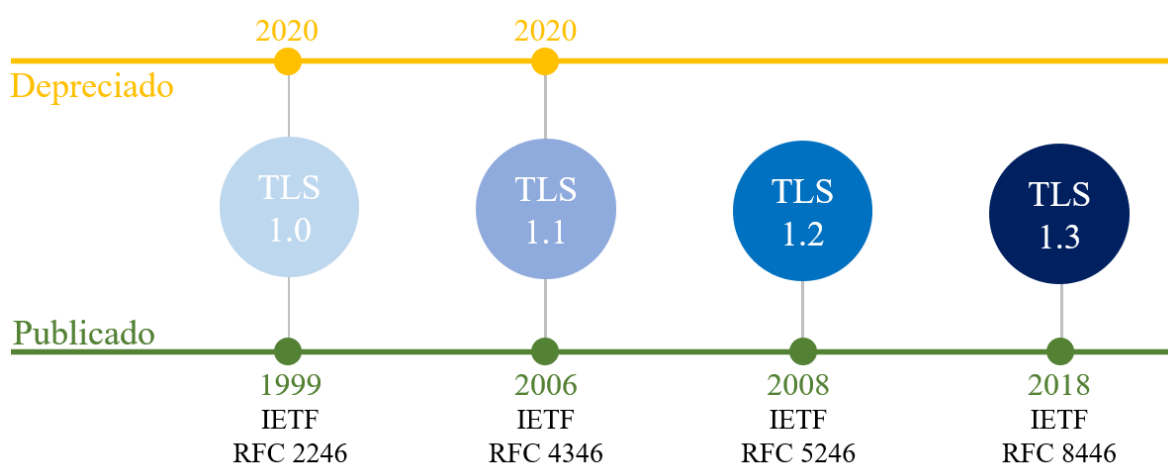 2020
2020
Depreciado
TLS
1.0
TLS
1.1
TLS
1.2
TLS
1.3
Publicado
1999
IETF
RFC 2246
2006
IETF
RFC 4346
2008
IETF
RFC 5246
2018
IETF
RFC 8446